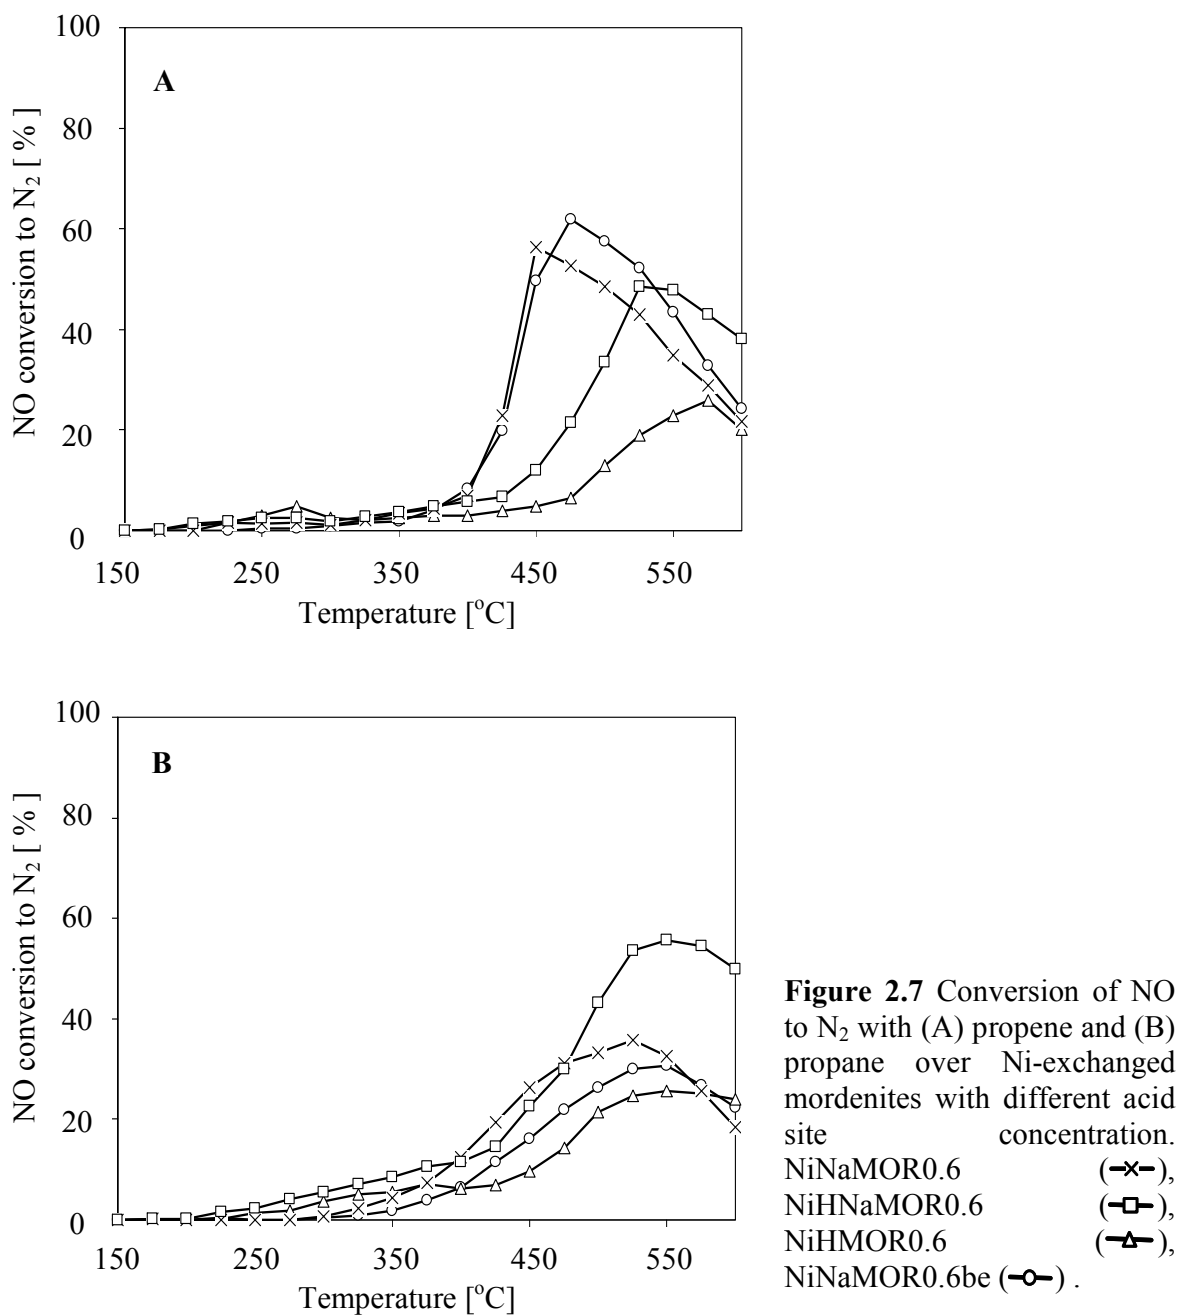 100
80
60
40
20
0
NO conversion to N₂ [ % ]
A
150 250 350 450 550
Temperature [°C]
100
80
60
40
20
0
NO conversion to N₂ [ % ]
B
150 250 350 450 550
Temperature [°C]
Figure 2.7 Conversion of NO
to N₂ with (A) propene and (B)
propane over Ni-exchanged
mordenites with different acid
site concentration.
NiNaMOR0.6 (—×—),
NiHNaMOR0.6 (—□—),
NiHMOR0.6 (—△—),
NiNaMOR0.6be (—○—) .